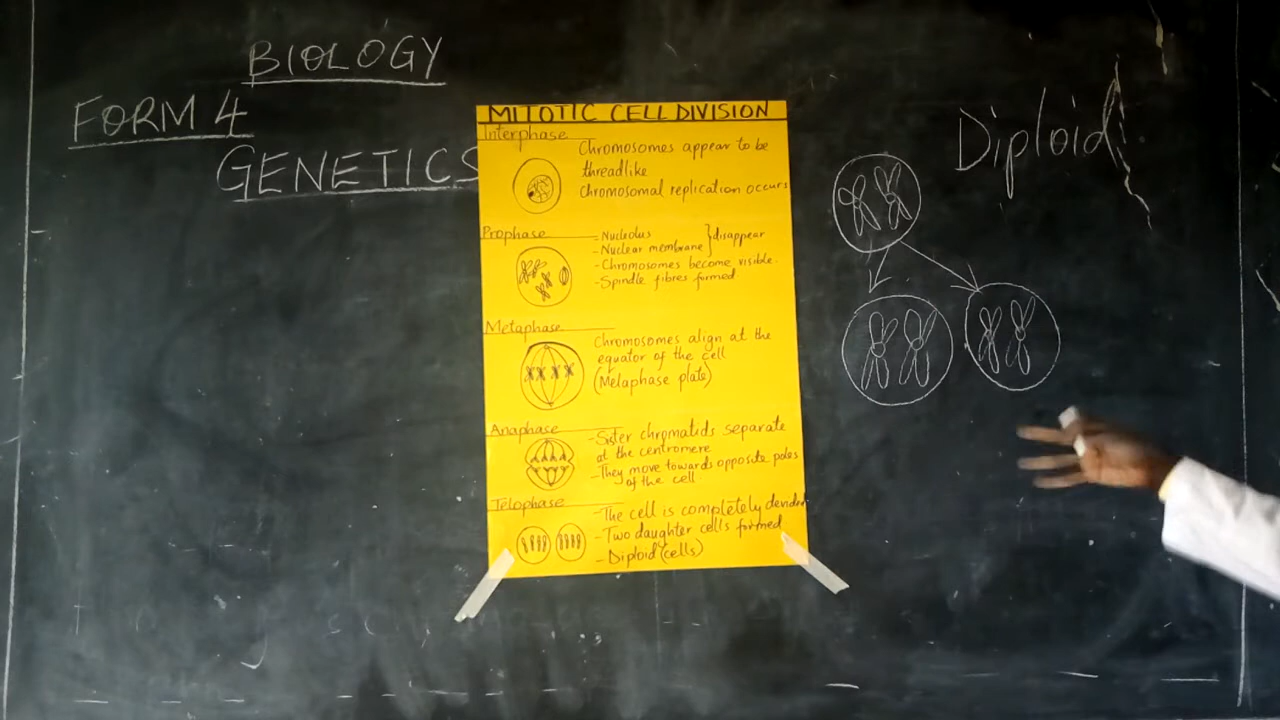 BIOLOGY
FORM 4
GENETICS
MITOTIC CELL DIVISION
Interphase
Chromosomes appear to be
threadlike
Chromosomal replication occurs
Prophase
- Nucleolus
- Nuclear membrane } disappear
- Chromosomes become visible.
- Spindle fibres formed
Metaphase
Chromosomes align at the
equator of the cell
(Metaphase plate)
Anaphase
- Sister chromatids separate
at the centromere
- They move towards opposite poles
of the cell
Telophase
- The cell is completely devided
- Two daughter cells formed
- Diploid (cells)
Diploid